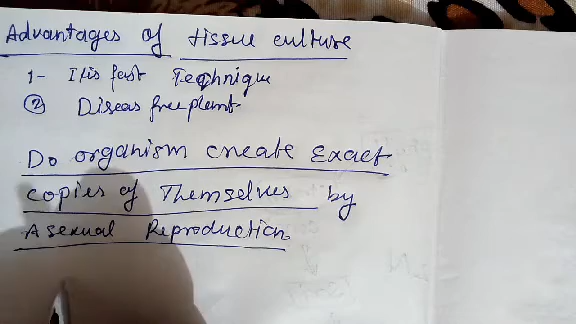 Advantages of tissue culture
1- It is fast Technique
② Diseas free plant
Do organism create Exact
copies of Themselves by
Asexual Reproduction